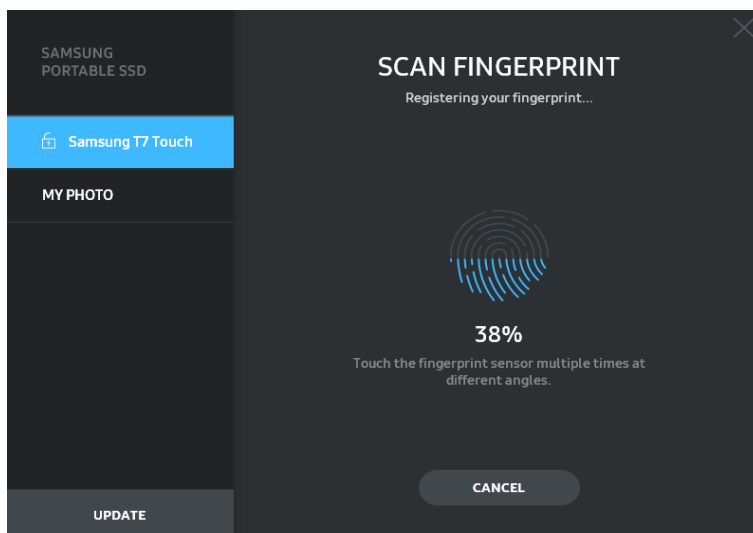 SAMSUNG
PORTABLE SSD
Samsung T7 Touch
MY PHOTO
UPDATE
SCAN FINGERPRINT
Registering your fingerprint...
38%
Touch the fingerprint sensor multiple times at
different angles.
CANCEL